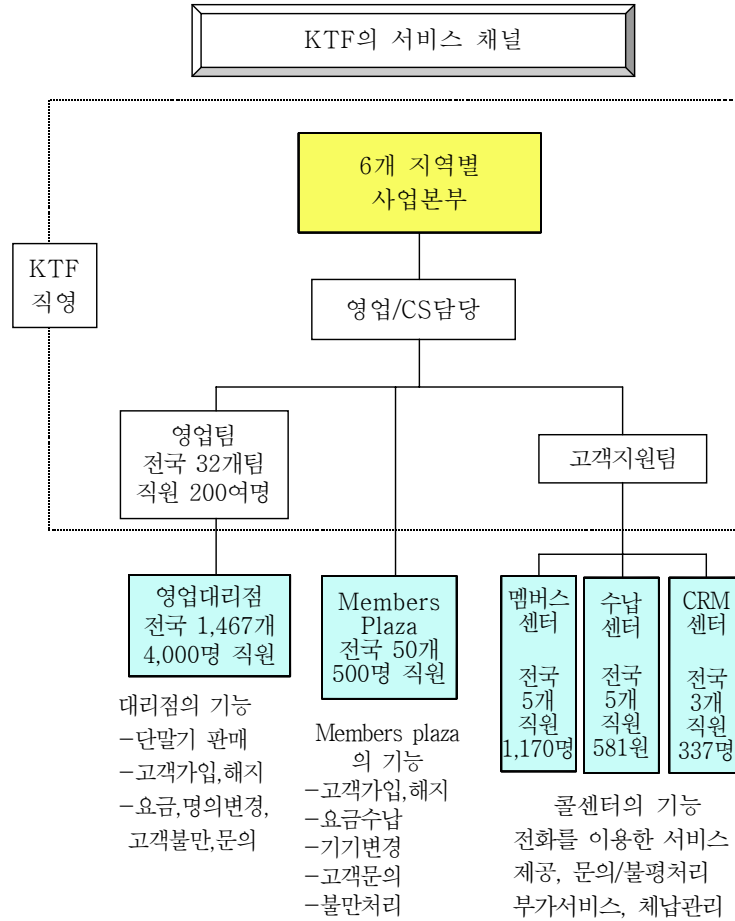 KTF의 서비스 채널
6개 지역별
사업본부
KTF
직영
영업/CS담당
영업팀
전국 32개팀
직원 200여명
고객지원팀
영업대리점
전국 1,467개
4,000명 직원
Members
Plaza
전국 50개
500명 직원
멤버스
센터
전국
5개
직원
1,170명
수납
센터
전국
5개
직원
581원
CRM
센터
전국
3개
직원
337명
대리점의 기능
-단말기 판매
-고객가입,해지
-요금,명의변경,
고객불만,문의
Members plaza
의 기능
-고객가입,해지
-요금수납
-기기변경
-고객문의
-불만처리
콜센터의 기능
전화를 이용한 서비스
제공, 문의/불평처리
부가서비스, 체납관리